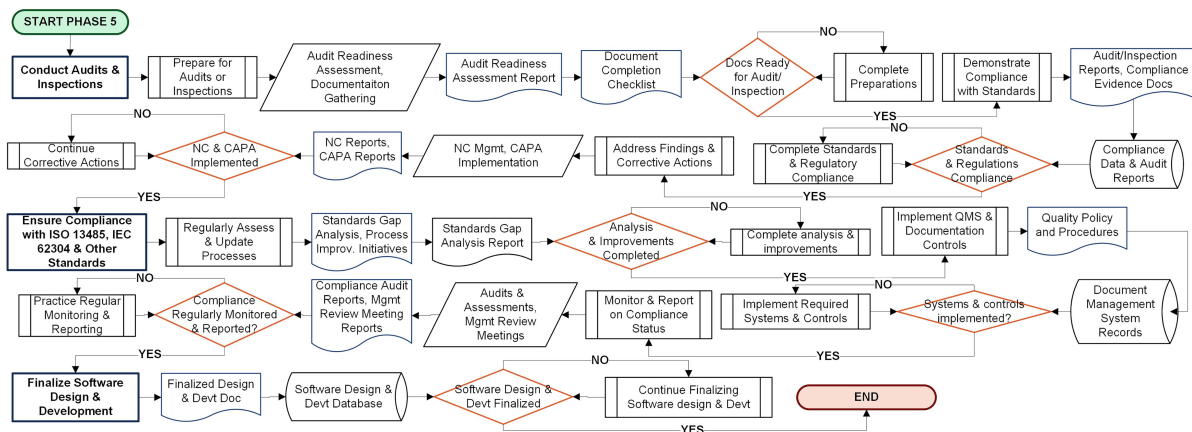 START PHASE 5
Conduct Audits &
Inspections
Prepare for
Audits or
Inspections
Audit Readiness
Assessment,
Documentaiton
Gathering
Audit Readiness
Assessment Report
Document
Completion
Checklist
Docs Ready
for Audit/
Inspection
NO
Complete
Preparations
YES
Demonstrate
Compliance
with Standards
Audit/Inspection
Reports, Compliance
Evidence Docs
Compliance
Data & Audit
Reports
Standards
& Regulations
Compliance
NO
Complete Standards
& Regulatory
Compliance
YES
Address Findings &
Corrective Actions
NC Mgmt, CAPA
Implementation
NC Reports,
CAPA Reports
NC & CAPA
Implemented
NO
Continue
Corrective Actions
YES
Ensure Compliance
with ISO 13485, IEC
62304 & Other
Standards
Regularly Assess
& Update
Processes
Standards Gap
Analysis, Process
Improv. Initiatives
Standards Gap
Analysis Report
Analysis
& Improvements
Completed
NO
Complete analysis &
improvements
YES
Implement QMS &
Documentation
Controls
Quality Policy
and Procedures
Document
Management
System
Records
Systems & controls
implemented?
NO
Implement Required
Systems & Controls
YES
Monitor & Report
on Compliance
Status
Audits &
Assessments,
Mgmt Review
Meetings
Compliance Audit
Reports, Mgmt
Review Meeting
Reports
Compliance
Regularly Monitored
& Reported?
NO
Practice Regular
Monitoring &
Reporting
YES
Finalize Software
Design &
Development
Finalized Design
& Devt Doc
Software Design &
Devt Database
Software Design &
Devt Finalized
NO
Continue Finalizing
Software design & Devt
YES
END